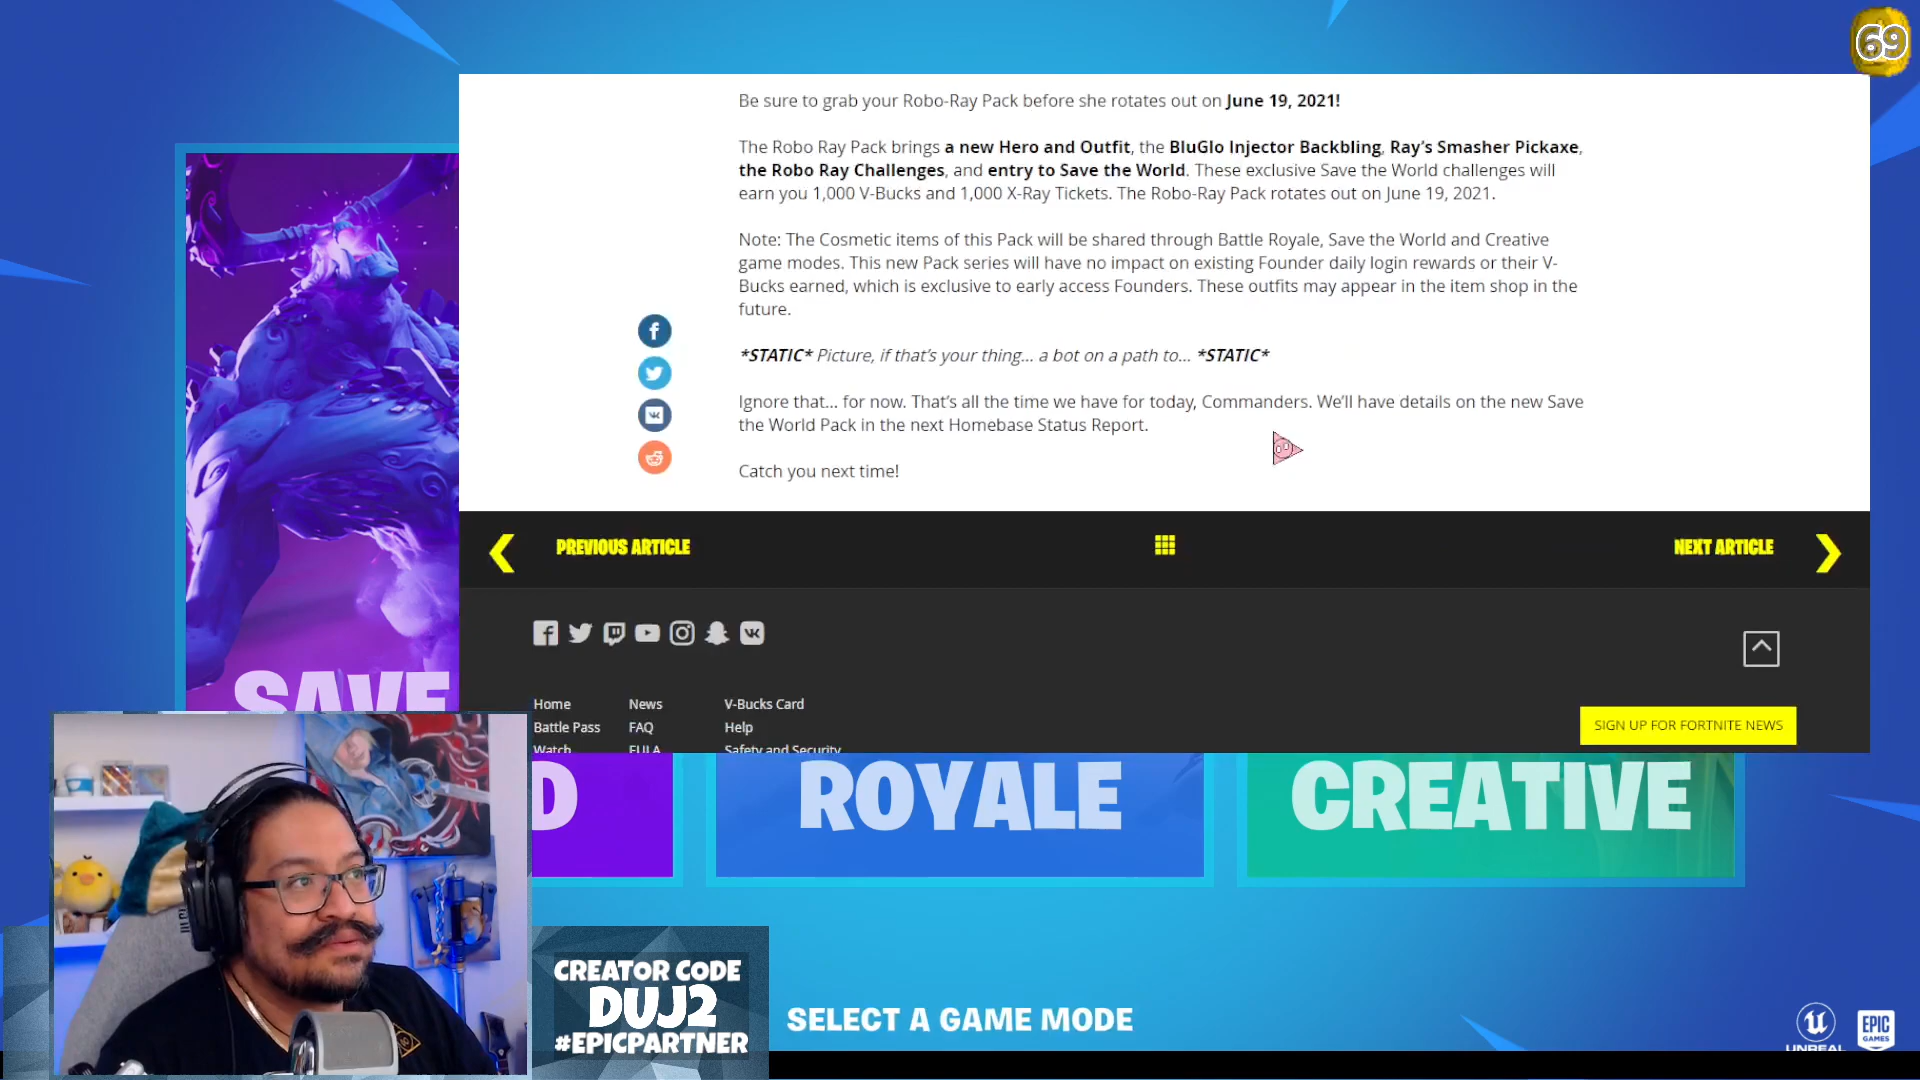 69
Be sure to grab your Robo-Ray Pack before she rotates out on June 19, 2021!
The Robo Ray Pack brings a new Hero and Outfit, the BluGlo Injector Backbling, Ray’s Smasher Pickaxe,
the Robo Ray Challenges, and entry to Save the World. These exclusive Save the World challenges will
earn you 1,000 V-Bucks and 1,000 X-Ray Tickets. The Robo-Ray Pack rotates out on June 19, 2021.
Note: The Cosmetic items of this Pack will be shared through Battle Royale, Save the World and Creative
game modes. This new Pack series will have no impact on existing Founder daily login rewards or their V-
Bucks earned, which is exclusive to early access Founders. These outfits may appear in the item shop in the
future.
*STATIC* Picture, if that’s your thing... a bot on a path to... *STATIC*
Ignore that... for now. That’s all the time we have for today, Commanders. We’ll have details on the new Save
the World Pack in the next Homebase Status Report.
Catch you next time!
PREVIOUS ARTICLE
NEXT ARTICLE
Home News V-Bucks Card
Battle Pass FAQ Help
Watch EULA Safety and Security
SIGN UP FOR FORTNITE NEWS
SAVE
D
ROYALE
CREATIVE
CREATOR CODE
DUJ2
#EPICPARTNER
SELECT A GAME MODE
UNREAL
EPIC
GAMES